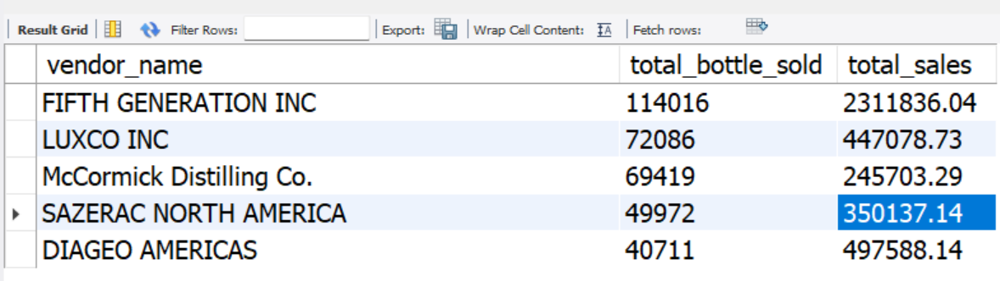 Result Grid Filter Rows: Export: Wrap Cell Content: IA Fetch rows:
vendor_name total_bottle_sold total_sales
FIFTH GENERATION INC 114016 2311836.04
LUXCO INC 72086 447078.73
McCormick Distilling Co. 69419 245703.29
SAZERAC NORTH AMERICA 49972 350137.14
DIAGEO AMERICAS 40711 497588.14